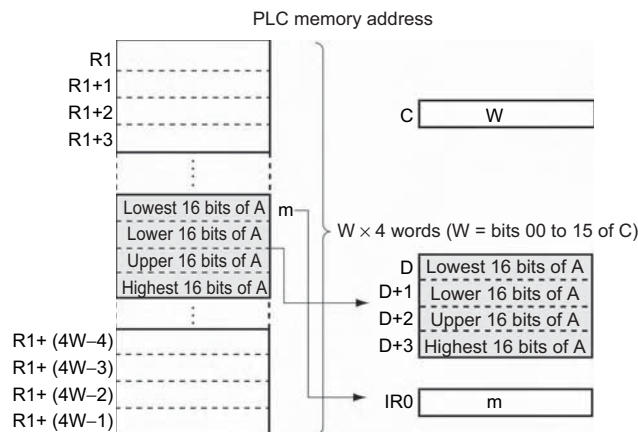 PLC memory address
R1
R1+1
R1+2
R1+3
C W
Lowest 16 bits of A m
Lower 16 bits of A
Upper 16 bits of A
Highest 16 bits of A
W × 4 words (W = bits 00 to 15 of C)
D Lowest 16 bits of A
D+1 Lower 16 bits of A
D+2 Upper 16 bits of A
D+3 Highest 16 bits of A
R1+ (4W–4)
R1+ (4W–3)
R1+ (4W–2)
R1+ (4W–1)
IR0 m